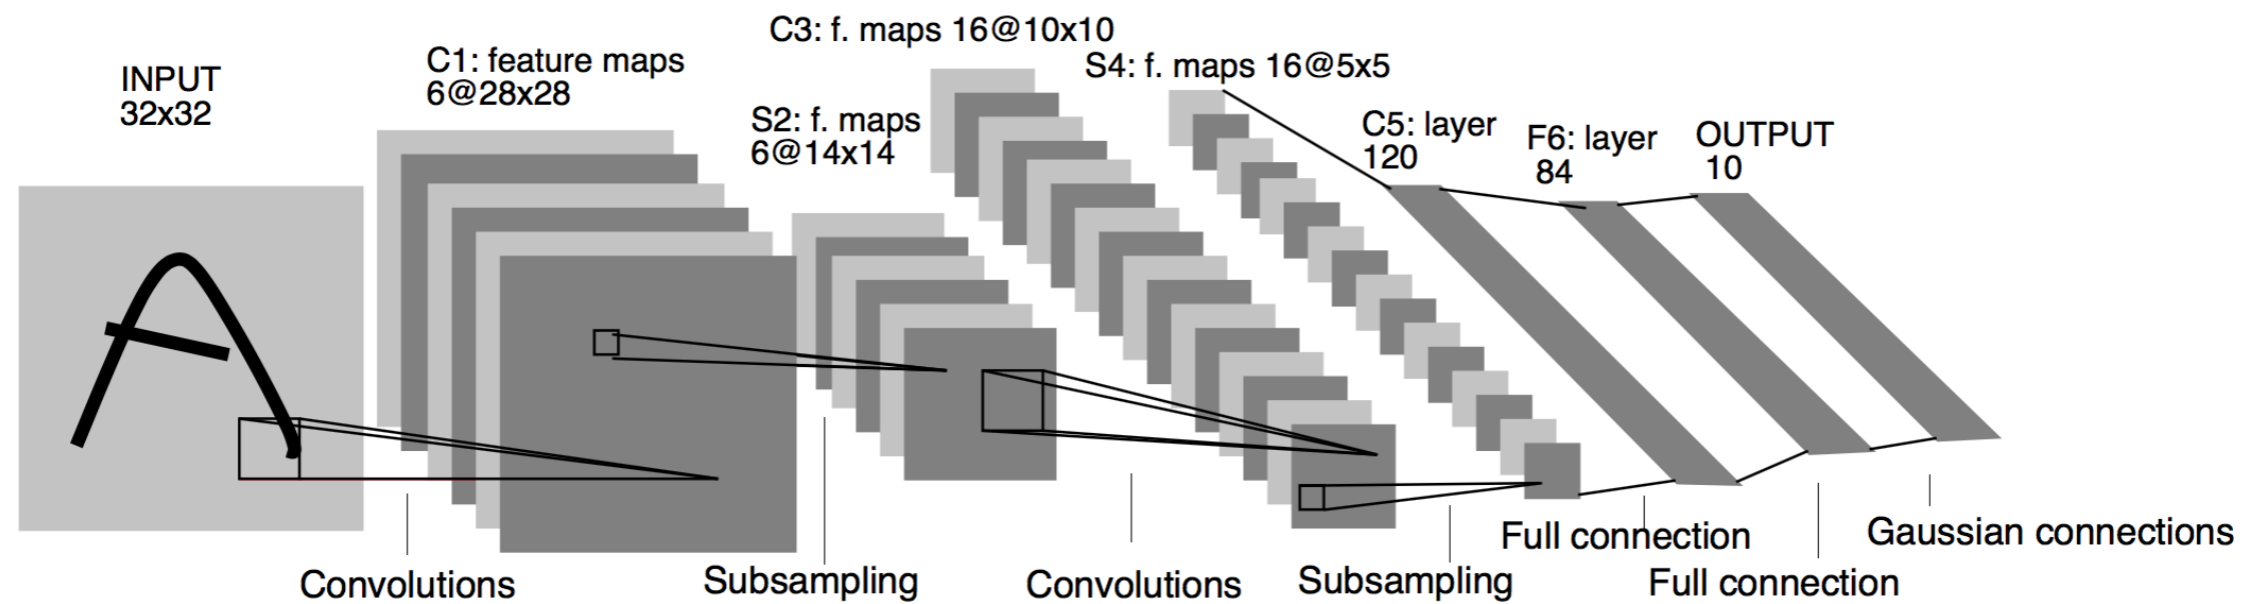 INPUT
32x32
C1: feature maps
6@28x28
S2: f. maps
6@14x14
C3: f. maps 16@10x10
S4: f. maps 16@5x5
C5: layer
120
F6: layer
84
OUTPUT
10
Convolutions
Subsampling
Convolutions
Subsampling
Full connection
Full connection
Gaussian connections